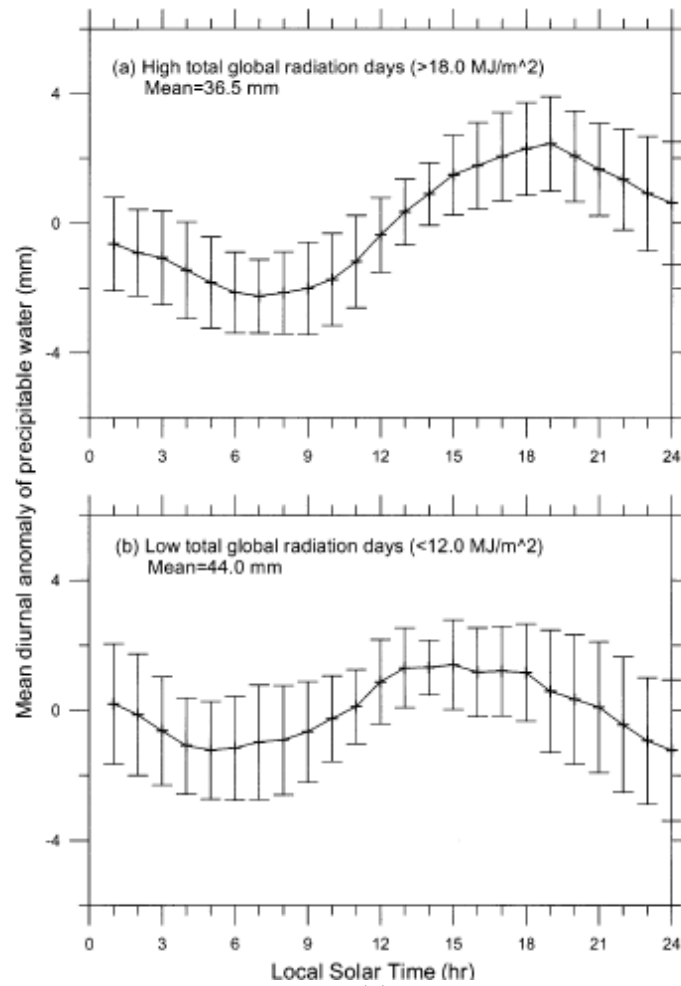 (a) High total global radiation days (>18.0 MJ/m^2)
Mean=36.5 mm
4
0
-4
0 3 6 9 12 15 18 21 24
Mean diurnal anomaly of precipitable water (mm)
(b) Low total global radiation days (<12.0 MJ/m^2)
Mean=44.0 mm
4
0
-4
0 3 6 9 12 15 18 21 24
Local Solar Time (hr)